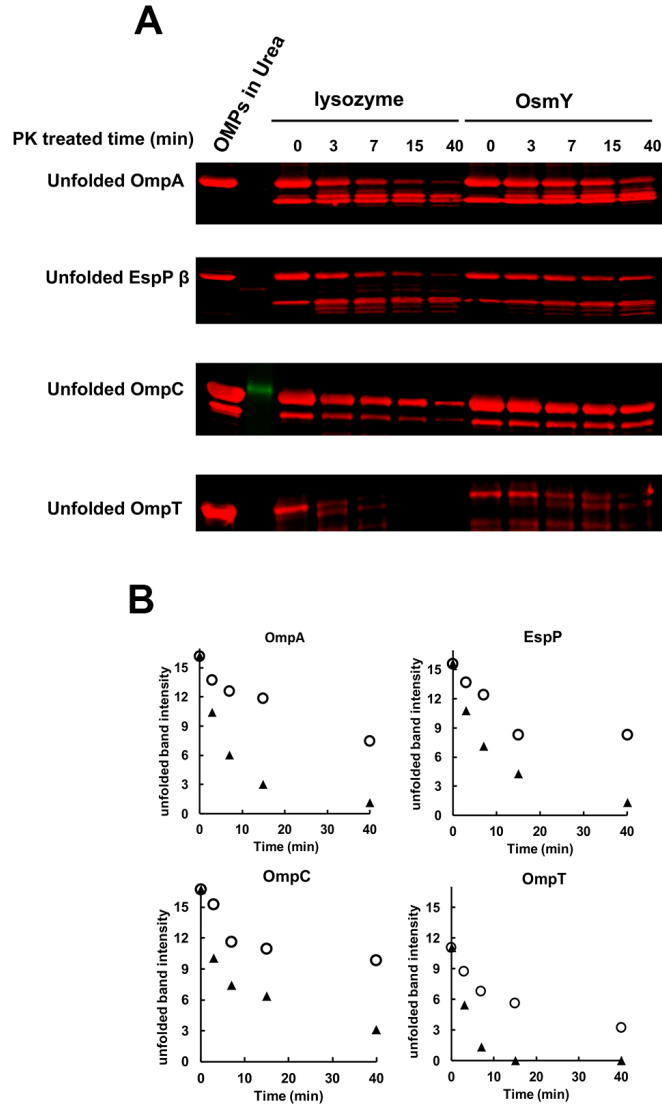 A
OMPs in Urea
lysozyme OsmY
PK treated time (min) 0 3 7 15 40 0 3 7 15 40
Unfolded OmpA
Unfolded EspP β
Unfolded OmpC
Unfolded OmpT
B
OmpA
unfolded band intensity
15
12
9
6
3
0
0 10 20 30 40
Time (min)
EspP
unfolded band intensity
15
12
9
6
3
0
0 10 20 30 40
Time (min)
OmpC
unfolded band intensity
15
12
9
6
3
0
0 10 20 30 40
Time (min)
OmpT
unfolded band intensity
15
12
9
6
3
0
0 10 20 30 40
Time (min)